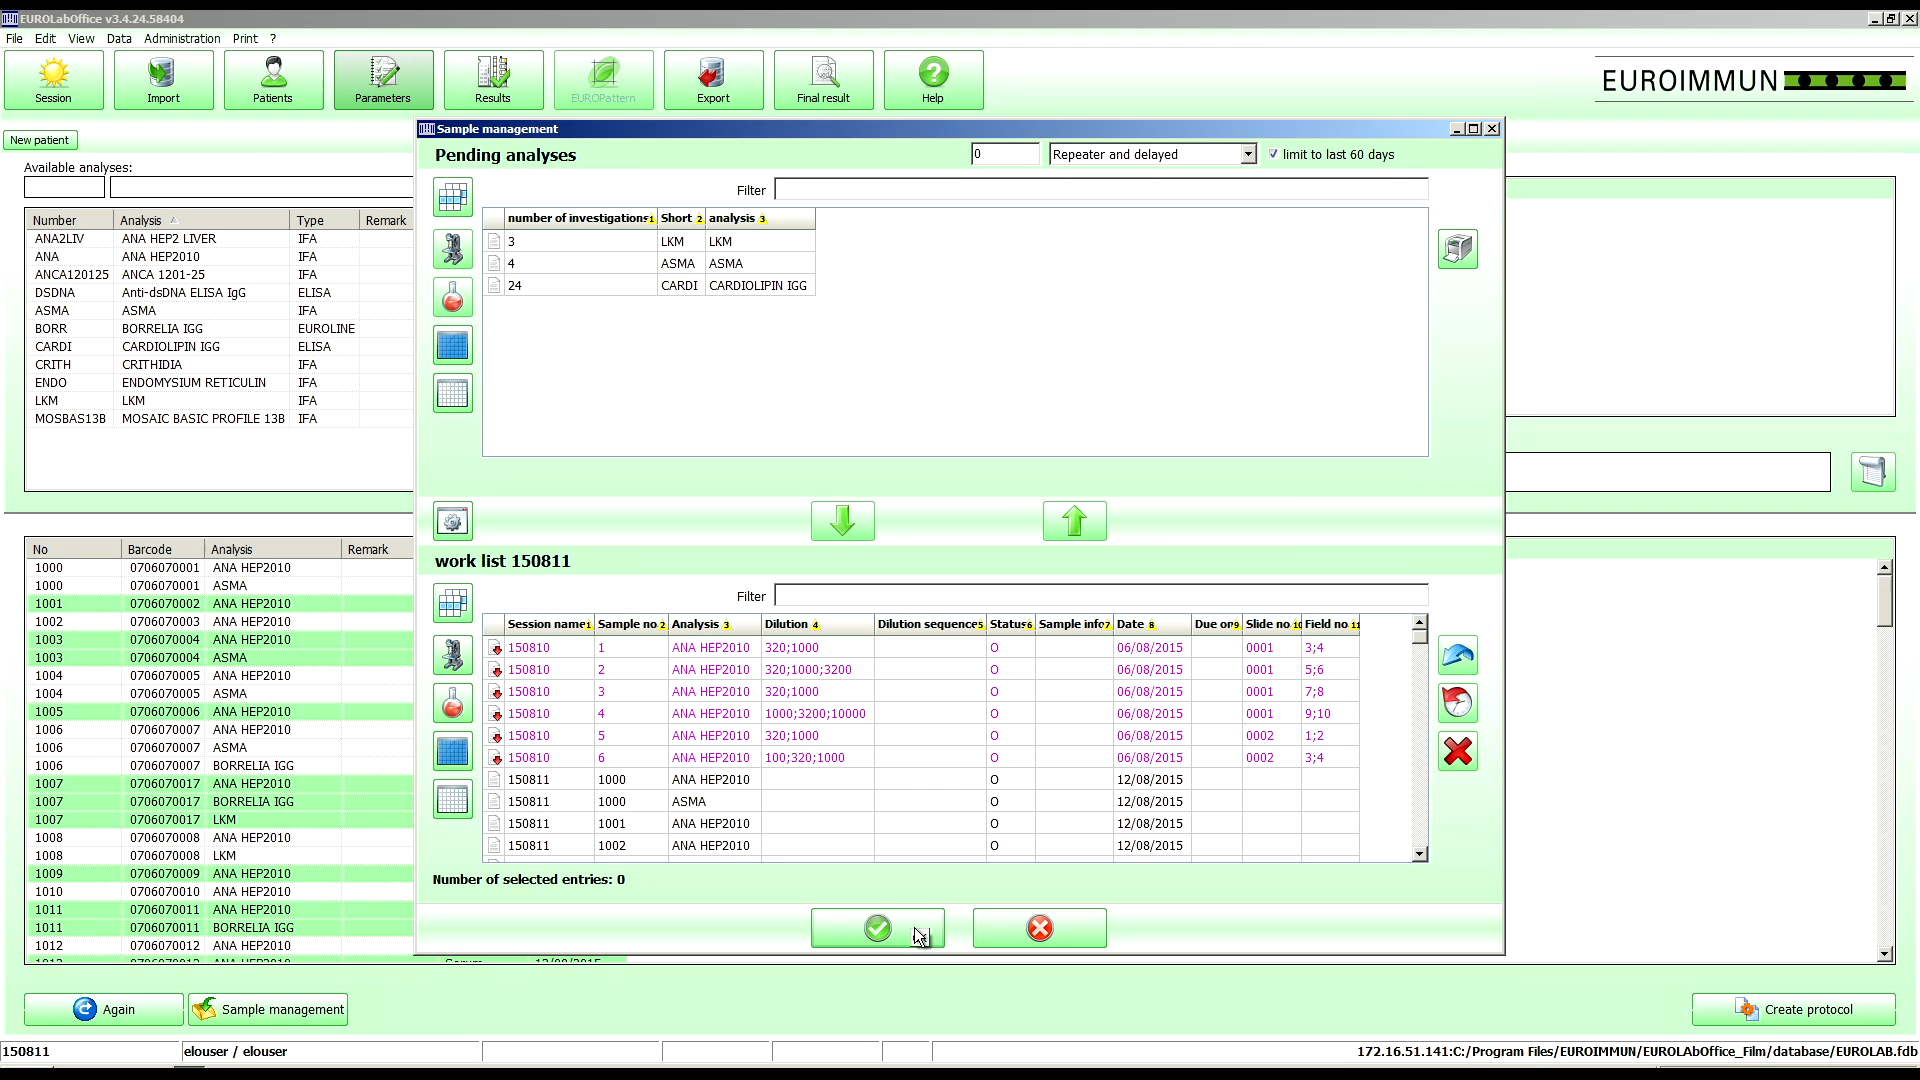 EUROLabOffice v3.4.24.58404
File Edit View Data Administration Print ?
Session Import Patients Parameters Results EUROPattern Export Final result Help
EUROIMMUN
New patient
Available analyses:
Number Analysis Type Remark
ANA2LIV ANA HEP2 LIVER IFA
ANA ANA HEP2010 IFA
ANCA120125 ANCA 1201-25 IFA
DSDNA Anti-dsDNA ELISA IgG ELISA
ASMA ASMA IFA
BORR BORRELIA IGG EUROLINE
CARDI CARDIOLIPIN IGG ELISA
CRITH CRITHIDIA IFA
ENDO ENDOMYSIUM RETICULIN IFA
LKM LKM IFA
MOSBAS13B MOSAIC BASIC PROFILE 13B IFA
No Barcode Analysis Remark
1000 0706070001 ANA HEP2010
1000 0706070001 ASMA
1001 0706070002 ANA HEP2010
1002 0706070003 ANA HEP2010
1003 0706070004 ANA HEP2010
1003 0706070004 ASMA
1004 0706070005 ANA HEP2010
1004 0706070005 ASMA
1005 0706070006 ANA HEP2010
1006 0706070007 ANA HEP2010
1006 0706070007 ASMA
1006 0706070007 BORRELIA IGG
1007 0706070017 ANA HEP2010
1007 0706070017 BORRELIA IGG
1007 0706070017 LKM
1008 0706070008 ANA HEP2010
1008 0706070008 LKM
1009 0706070009 ANA HEP2010
1010 0706070010 ANA HEP2010
1011 0706070011 ANA HEP2010
1011 0706070011 BORRELIA IGG
1012 0706070012 ANA HEP2010
Sample management
Pending analyses 0 Repeater and delayed limit to last 60 days
Filter
number of investigations 1 Short 2 analysis 3
3 LKM LKM
4 ASMA ASMA
24 CARDI CARDIOLIPIN IGG
work list 150811
Filter
Session name 1 Sample no 2 Analysis 3 Dilution 4 Dilution sequence 5 Status 6 Sample info 7 Date 8 Due on 9 Slide no 10 Field no 11
150810 1 ANA HEP2010 320;1000 O 06/08/2015 0001 3;4
150810 2 ANA HEP2010 320;1000;3200 O 06/08/2015 0001 5;6
150810 3 ANA HEP2010 320;1000 O 06/08/2015 0001 7;8
150810 4 ANA HEP2010 1000;3200;10000 O 06/08/2015 0001 9;10
150810 5 ANA HEP2010 320;1000 O 06/08/2015 0002 1;2
150810 6 ANA HEP2010 100;320;1000 O 06/08/2015 0002 3;4
150811 1000 ANA HEP2010 O 12/08/2015
150811 1000 ASMA O 12/08/2015
150811 1001 ANA HEP2010 O 12/08/2015
150811 1002 ANA HEP2010 O 12/08/2015
Number of selected entries: 0
Again Sample management Create protocol
150811 elouser / elouser 172.16.51.141:C:/Program Files/EUROIMMUN/EUROLAbOffice_Film/database/EUROLAB.fdb